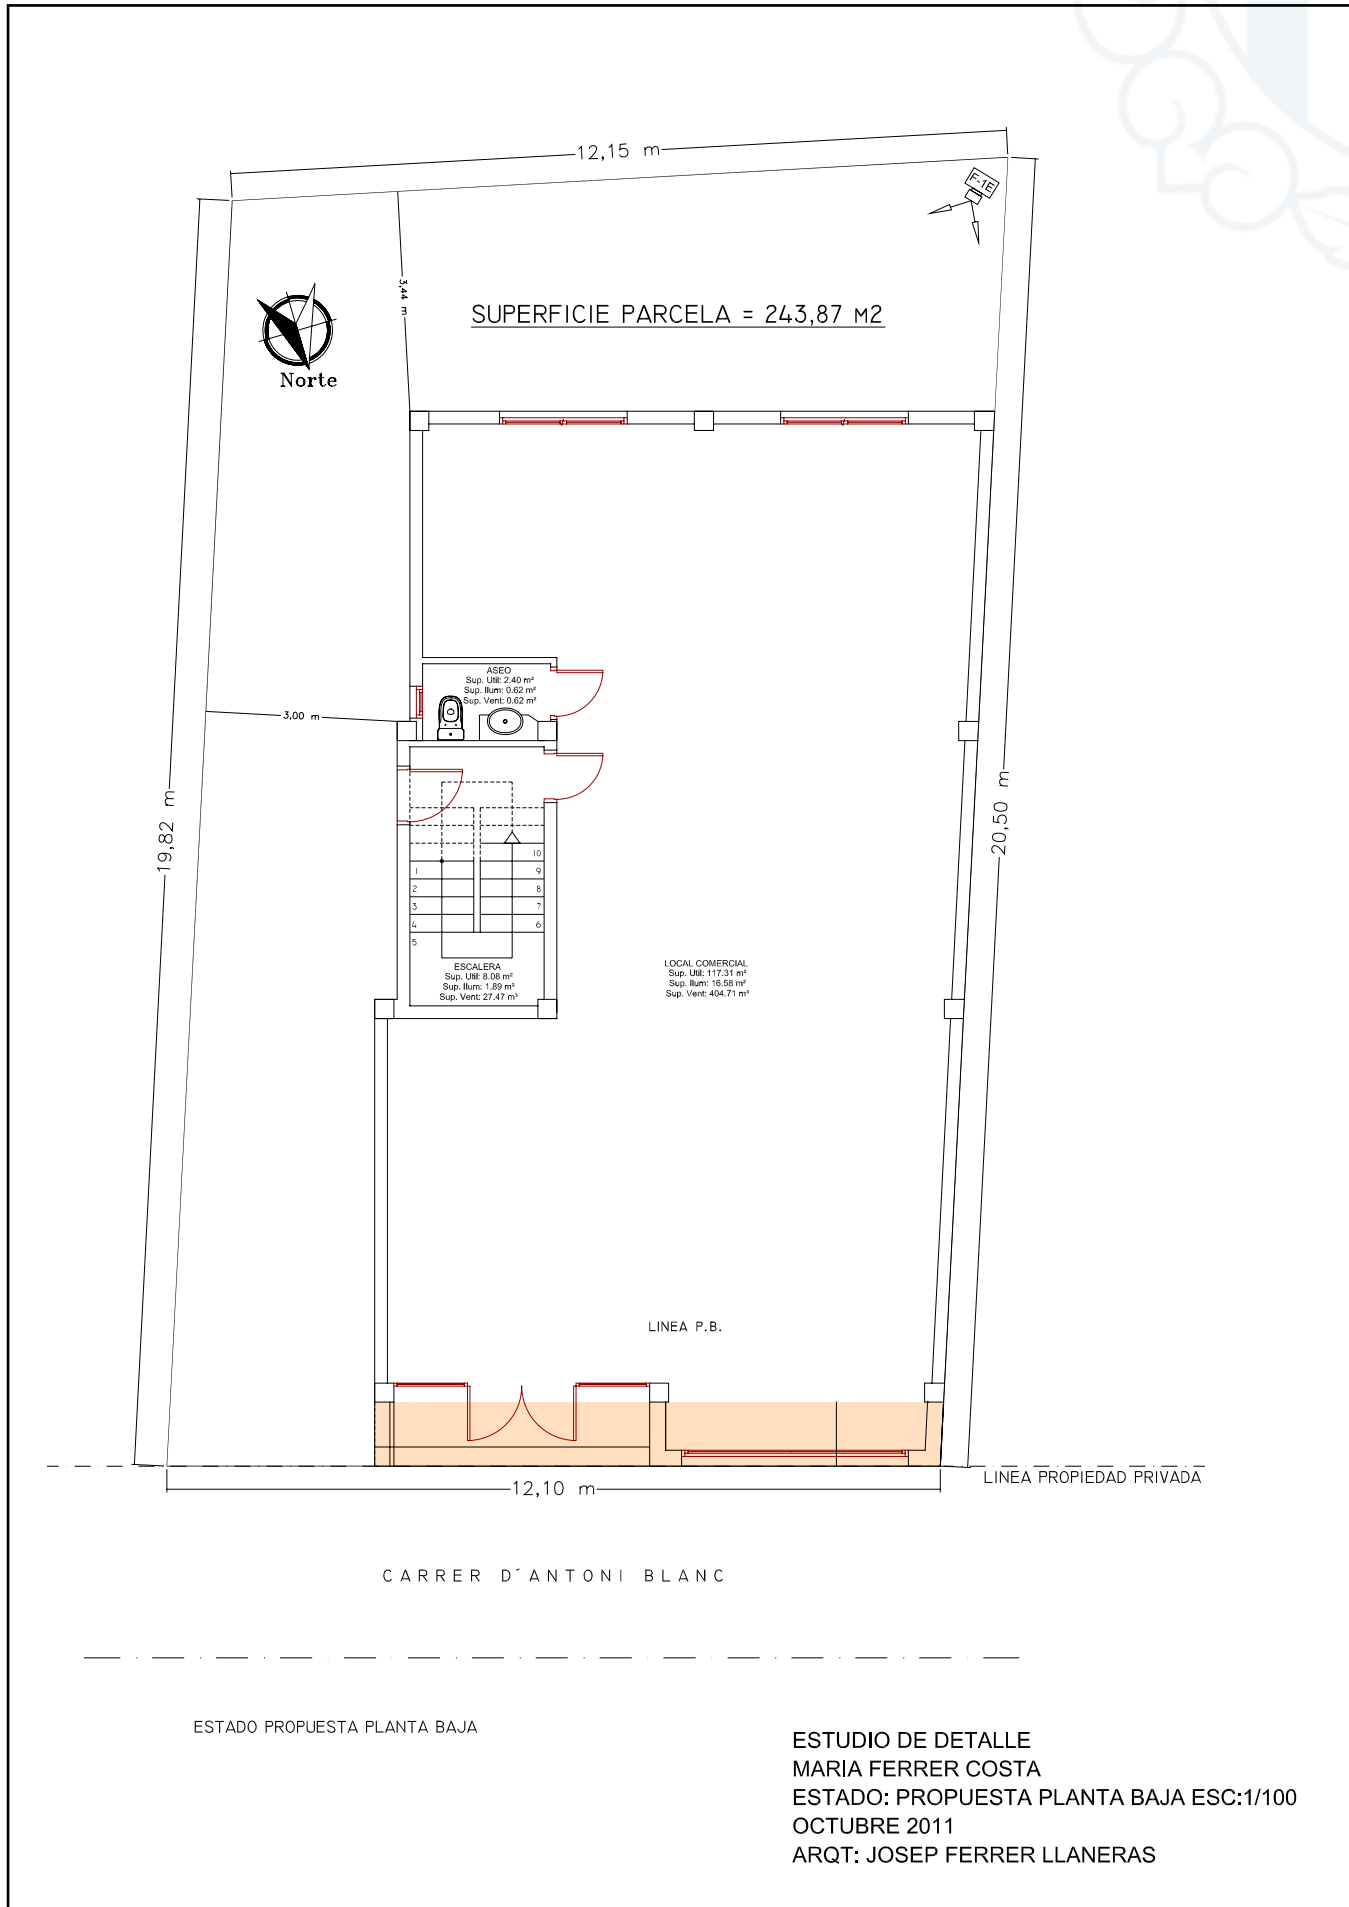 12,15 m
F-1E
3,44 m
SUPERFICIE PARCELA = 243,87 M2
Norte
ASEO
Sup. Util: 2.40 m²
Sup. Ilum: 0.62 m²
Sup. Vent: 0.62 m²
3,00 m
19,82 m
20,50 m
10
1
9
2
8
3
7
4
6
5
ESCALERA
Sup. Util: 8.08 m²
Sup. Ilum: 1.89 m²
Sup. Vent: 27.47 m³
LOCAL COMERCIAL
Sup. Util: 117.31 m²
Sup. Ilum: 16.58 m²
Sup. Vent: 404.71 m³
LINEA P.B.
LINEA PROPIEDAD PRIVADA
12,10 m
CARRER D´ANTONI BLANC
ESTADO PROPUESTA PLANTA BAJA
ESTUDIO DE DETALLE
MARÍA FERRER COSTA
ESTADO: PROPUESTA PLANTA BAJA ESC:1/100
OCTUBRE 2011
ARQT: JOSEP FERRER LLANERAS